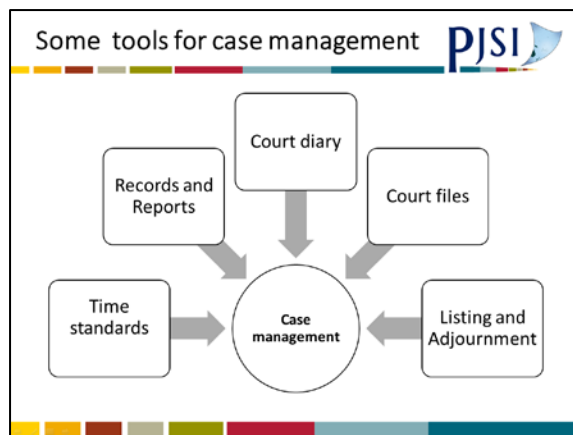 Some tools for case management
PJSI
Court diary
Records and
Reports
Court files
Time
standards
Case
management
Listing and
Adjournment